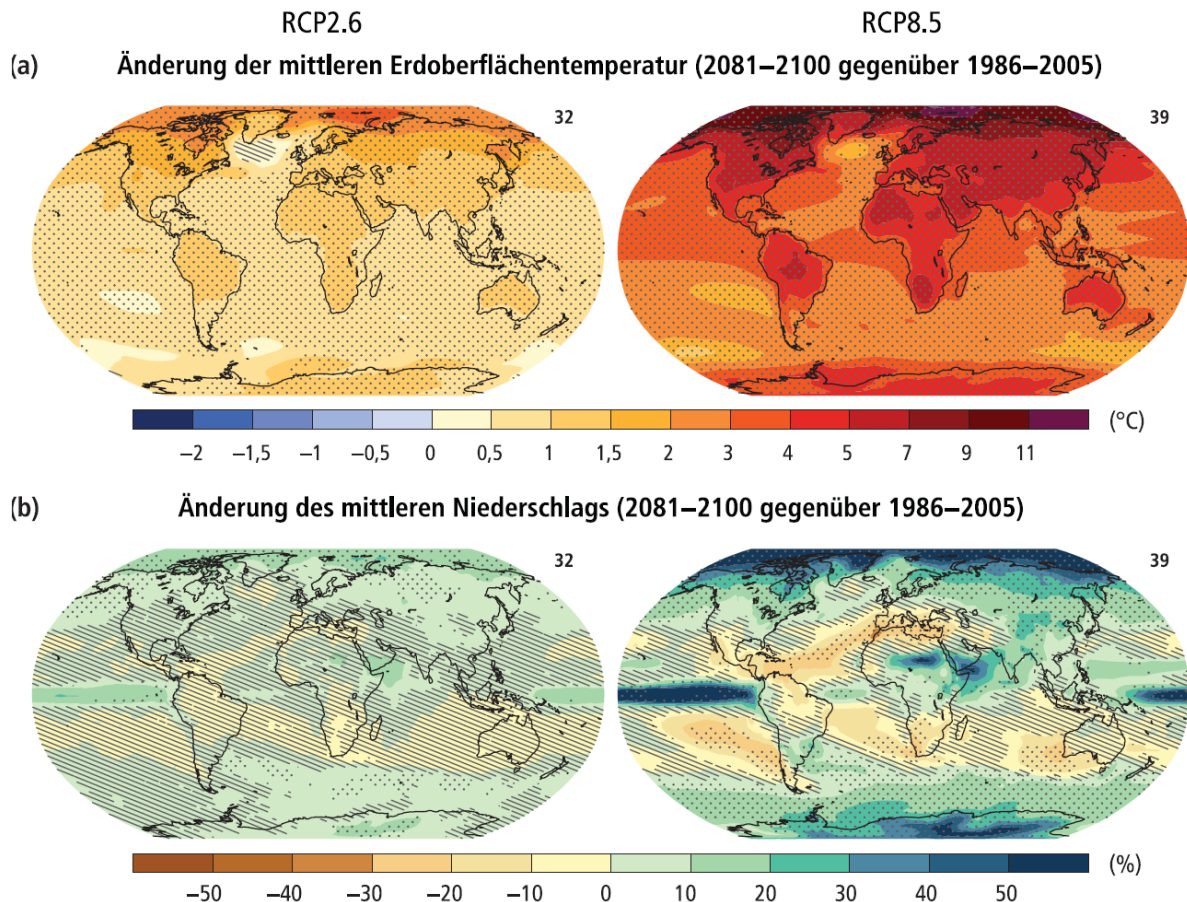 RCP2.6 RCP8.5
(a) Änderung der mittleren Erdoberflächentemperatur (2081–2100 gegenüber 1986–2005)
32 39
(°C)
−2 −1,5 −1 −0,5 0 0,5 1 1,5 2 3 4 5 7 9 11
(b) Änderung des mittleren Niederschlags (2081–2100 gegenüber 1986–2005)
32 39
(%)
−50 −40 −30 −20 −10 0 10 20 30 40 50